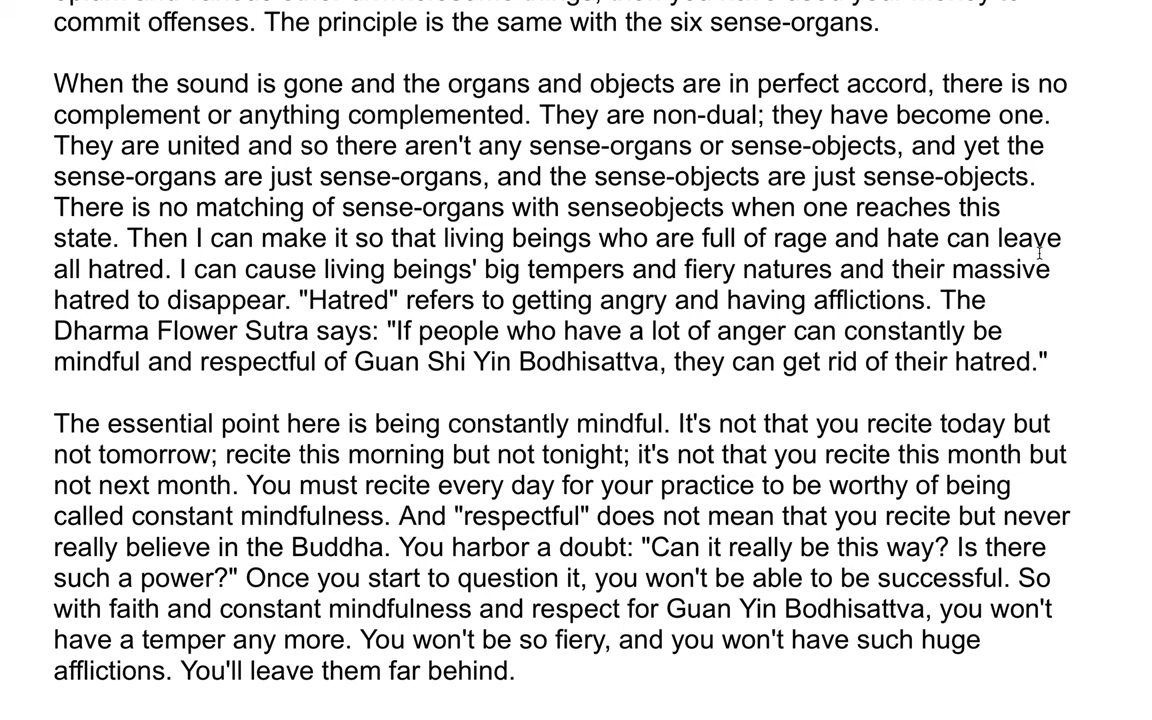 commit offenses. The principle is the same with the six sense-organs.
When the sound is gone and the organs and objects are in perfect accord, there is no
complement or anything complemented. They are non-dual; they have become one.
They are united and so there aren't any sense-organs or sense-objects, and yet the
sense-organs are just sense-organs, and the sense-objects are just sense-objects.
There is no matching of sense-organs with senseobjects when one reaches this
state. Then I can make it so that living beings who are full of rage and hate can leave
all hatred. I can cause living beings' big tempers and fiery natures and their massive
hatred to disappear. "Hatred" refers to getting angry and having afflictions. The
Dharma Flower Sutra says: "If people who have a lot of anger can constantly be
mindful and respectful of Guan Shi Yin Bodhisattva, they can get rid of their hatred."
The essential point here is being constantly mindful. It's not that you recite today but
not tomorrow; recite this morning but not tonight; it's not that you recite this month but
not next month. You must recite every day for your practice to be worthy of being
called constant mindfulness. And "respectful" does not mean that you recite but never
really believe in the Buddha. You harbor a doubt: "Can it really be this way? Is there
such a power?" Once you start to question it, you won't be able to be successful. So
with faith and constant mindfulness and respect for Guan Yin Bodhisattva, you won't
have a temper any more. You won't be so fiery, and you won't have such huge
afflictions. You'll leave them far behind.